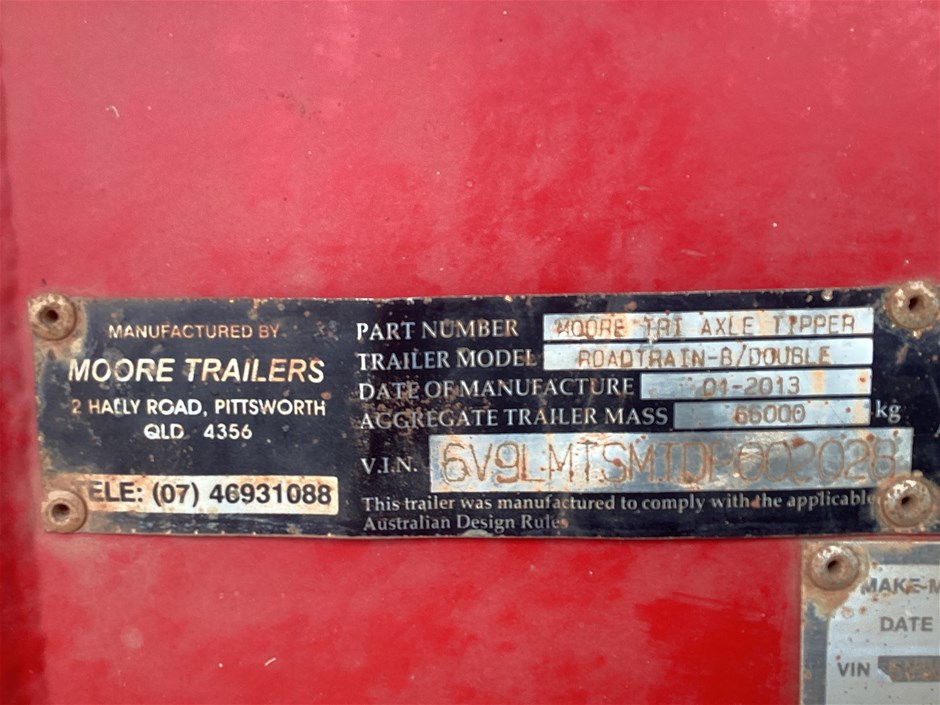 MANUFACTURED BY
MOORE TRAILERS
2 HALLY ROAD, PITTSWORTH
QLD 4356
TELE: (07) 46931088
PART NUMBER MOORE TRI AXLE TIPPER
TRAILER MODEL ROADTRAIN-B/DOUBLE
DATE OF MANUFACTURE 01-2013
AGGREGATE TRAILER MASS 66000 kg
V.I.N.
This trailer was manufactured to comply with the applicable
Australian Design Rules
MAKE-M
DATE
VIN